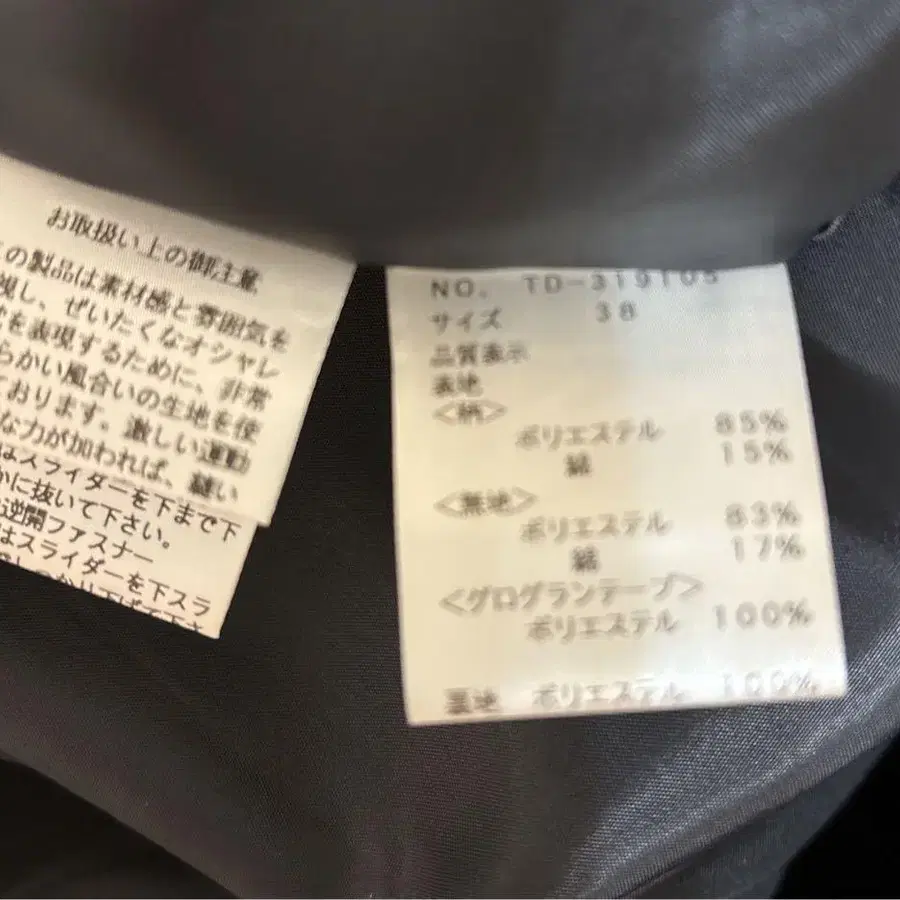 お取扱い上の御注意
の製品は素材感と雰囲気を
視し、ぜいたくなオシャレ
を表現するために、非常
らかい風合いの生地を使
ております。激しい運動
な力が加われば、縫い
はスライダーを下まで下
かに抜いて下さい。
逆開ファスナー
はスライダーを下スラ
NO. TD-319105
サイズ 38
品質表示
表地
<柄>
ポリエステル 85%
綿 15%
<無地>
ポリエステル 83%
綿 17%
<グログランテープ>
ポリエステル 100%
裏地 ポリエステル 100%